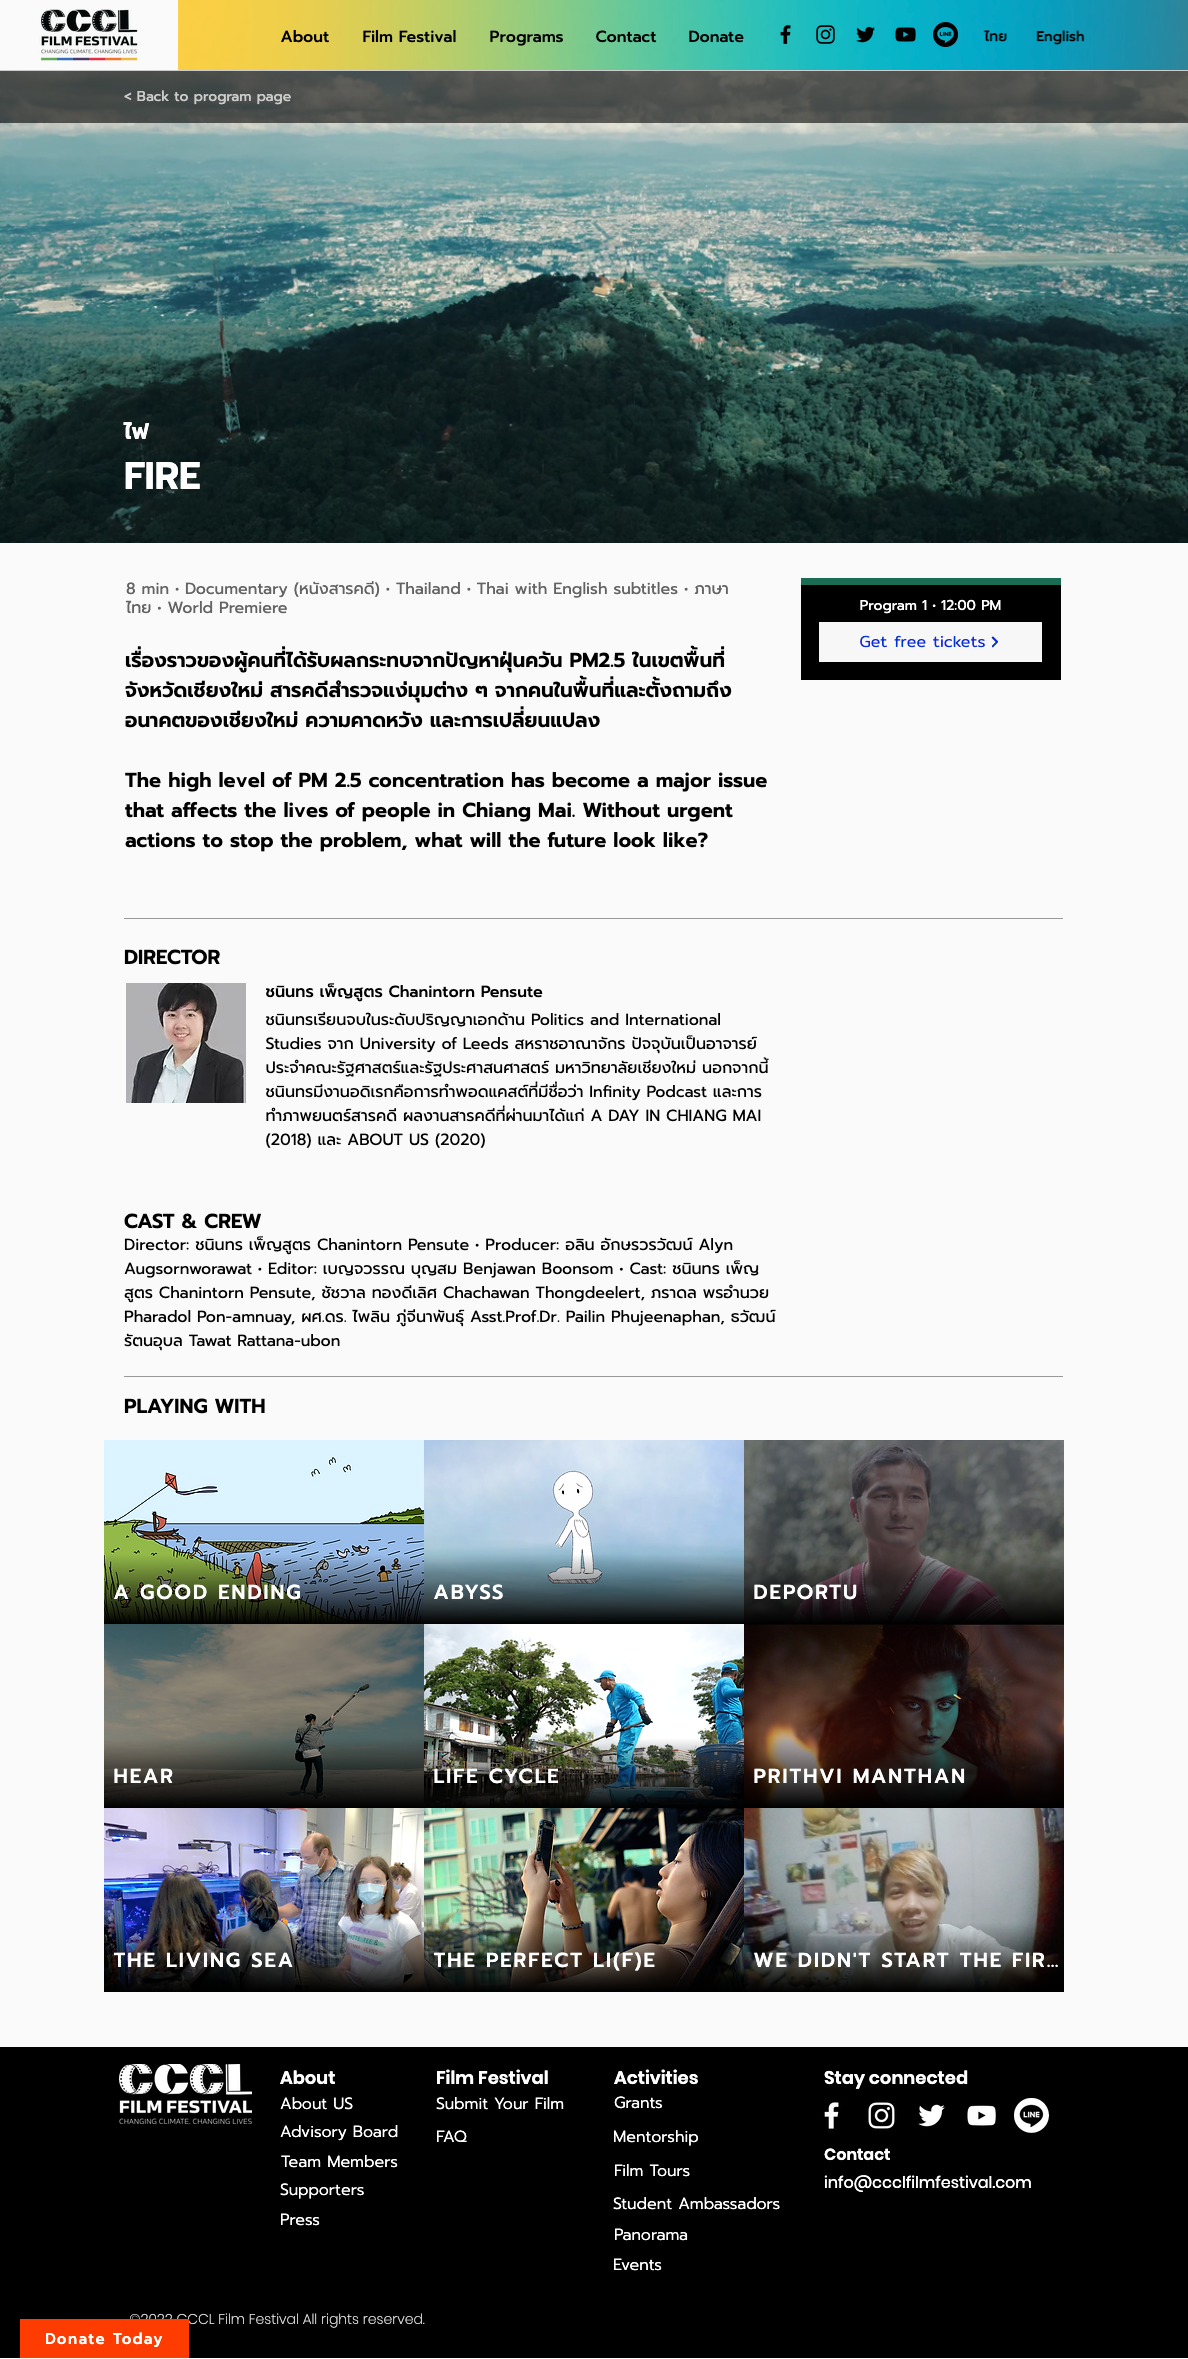 CCCL
FILM FESTIVAL
CHANGING CLIMATE, CHANGING LIVES
About
Film Festival
Programs
Contact
Donate
LINE
ไทย
English
< Back to program page
ไฟ
FIRE
8 min • Documentary (หนังสารคดี) • Thailand • Thai with English subtitles • ภาษา
ไทย • World Premiere
Program 1 • 12:00 PM
Get free tickets >
เรื่องราวของผู้คนที่ได้รับผลกระทบจากปัญหาฝุ่นควัน PM2.5 ในเขตพื้นที่
จังหวัดเชียงใหม่ สารคดีสำรวจแง่มุมต่าง ๆ จากคนในพื้นที่และตั้งถามถึง
อนาคตของเชียงใหม่ ความคาดหวัง และการเปลี่ยนแปลง
The high level of PM 2.5 concentration has become a major issue
that affects the lives of people in Chiang Mai. Without urgent
actions to stop the problem, what will the future look like?
DIRECTOR
ชนินทร เพ็ญสูตร Chanintorn Pensute
ชนินทรเรียนจบในระดับปริญญาเอกด้าน Politics and International
Studies จาก University of Leeds สหราชอาณาจักร ปัจจุบันเป็นอาจารย์
ประจำคณะรัฐศาสตร์และรัฐประศาสนศาสตร์ มหาวิทยาลัยเชียงใหม่ นอกจากนี้
ชนินทรมีงานอดิเรกคือการทำพอดแคสต์ที่มีชื่อว่า Infinity Podcast และการ
ทำภาพยนตร์สารคดี ผลงานสารคดีที่ผ่านมาได้แก่ A DAY IN CHIANG MAI
(2018) และ ABOUT US (2020)
CAST & CREW
Director: ชนินทร เพ็ญสูตร Chanintorn Pensute • Producer: อลิน อักษรวรวัฒน์ Alyn
Augsornworawat • Editor: เบญจวรรณ บุญสม Benjawan Boonsom • Cast: ชนินทร เพ็ญ
สูตร Chanintorn Pensute, ชัชวาล ทองดีเลิศ Chachawan Thongdeelert, ภราดล พรอำนวย
Pharadol Pon-amnuay, ผศ.ดร. ไพลิน ภู่จีนาพันธุ์ Asst.Prof.Dr. Pailin Phujeenaphan, ธวัฒน์
รัตนอุบล Tawat Rattana-ubon
PLAYING WITH
A GOOD ENDING
ABYSS
DEPORTU
HEAR
LIFE CYCLE
PRITHVI MANTHAN
THE LIVING SEA
THE PERFECT LI(F)E
WE DIDN'T START THE FIR...
CCCL
FILM FESTIVAL
CHANGING CLIMATE. CHANGING LIVES
About
About US
Advisory Board
Team Members
Supporters
Press
Film Festival
Submit Your Film
FAQ
Activities
Grants
Mentorship
Film Tours
Student Ambassadors
Panorama
Events
Stay connected
LINE
Contact
info@ccclfilmfestival.com
©2022 CCCL Film Festival All rights reserved.
Donate Today